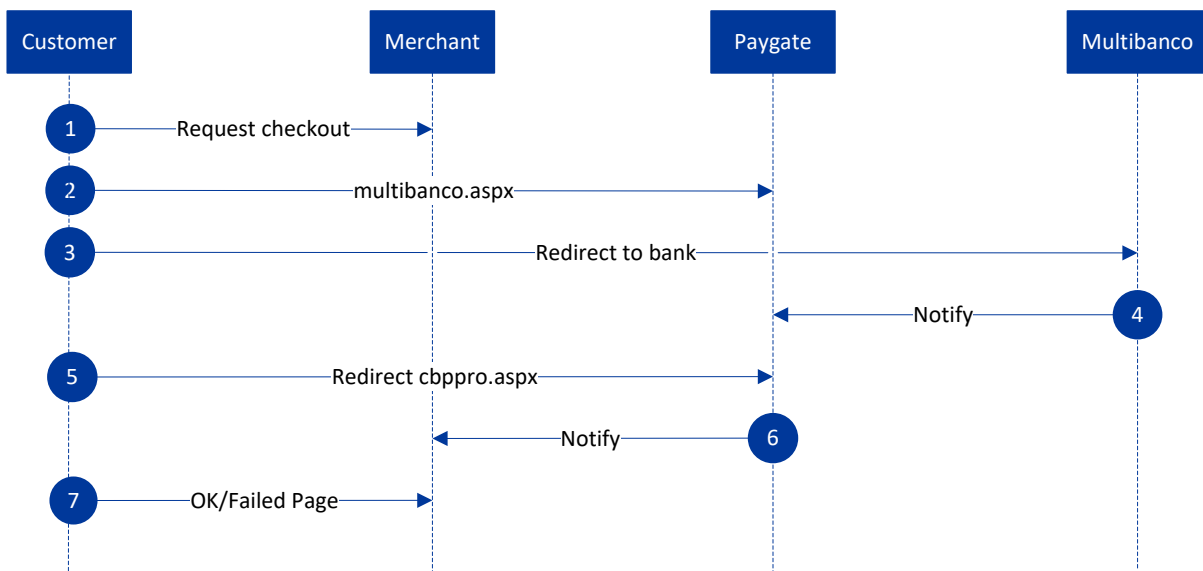 Customer
Merchant
Paygate
Multibanco
1
Request checkout
2
multibanco.aspx
3
Redirect to bank
Notify
4
5
Redirect cbppro.aspx
Notify
6
7
OK/Failed Page